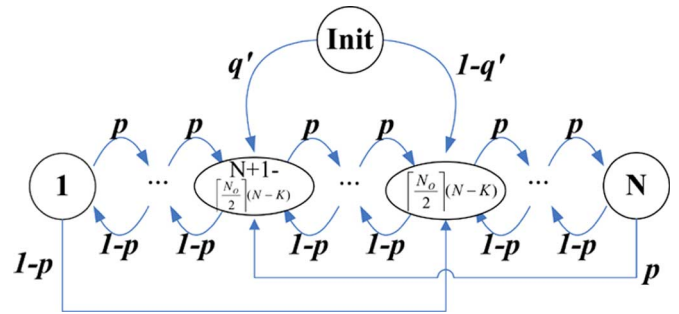 Init
q' 1-q'
p p p p p p
1 ... N+1-⌈N_O/2⌉(N-K) ... ⌈N_O/2⌉(N-K) ... N
1-p 1-p 1-p 1-p 1-p 1-p
1-p p